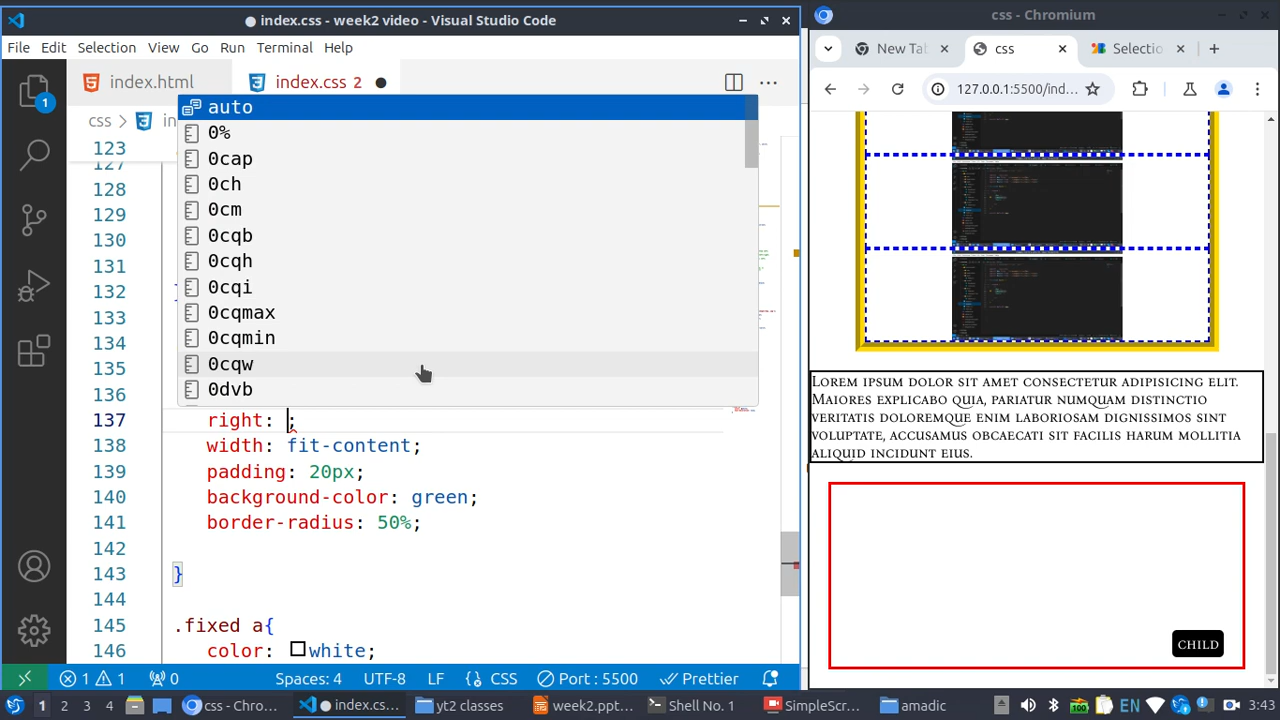 index.css - week2 video - Visual Studio Code
File Edit Selection View Go Run Terminal Help
index.html
index.css 2
css
in
auto
0%
0cap
0ch
0cm
0cqb
0cqh
0cqi
0cqmax
0cqmin
0cqw
0dvb
123
127
128
129
130
131
132
133
134
135
136
137 right: ;
138 width: fit-content;
139 padding: 20px;
140 background-color: green;
141 border-radius: 50%;
142
143 }
144
145 .fixed a{
146 color: white;
1
1 1 0 Spaces: 4 UTF-8 LF {} CSS Port : 5500 Prettier
css - Chromium
New Tab
css
Selectio
127.0.0.1:5500/ind...
Lorem ipsum dolor sit amet consectetur adipisicing elit.
Maiores explicabo quia, pariatur numquam distinctio
veritatis doloremque enim laboriosam dignissimos sint
voluptate, accusamus obcaecati sit facilis harum mollitia
aliquid incidunt eius.
child
1 2 3 4 css - Chro... index.css... yt2 classes week2.ppt... Shell No. 1 SimpleScr... amadic EN 3:43